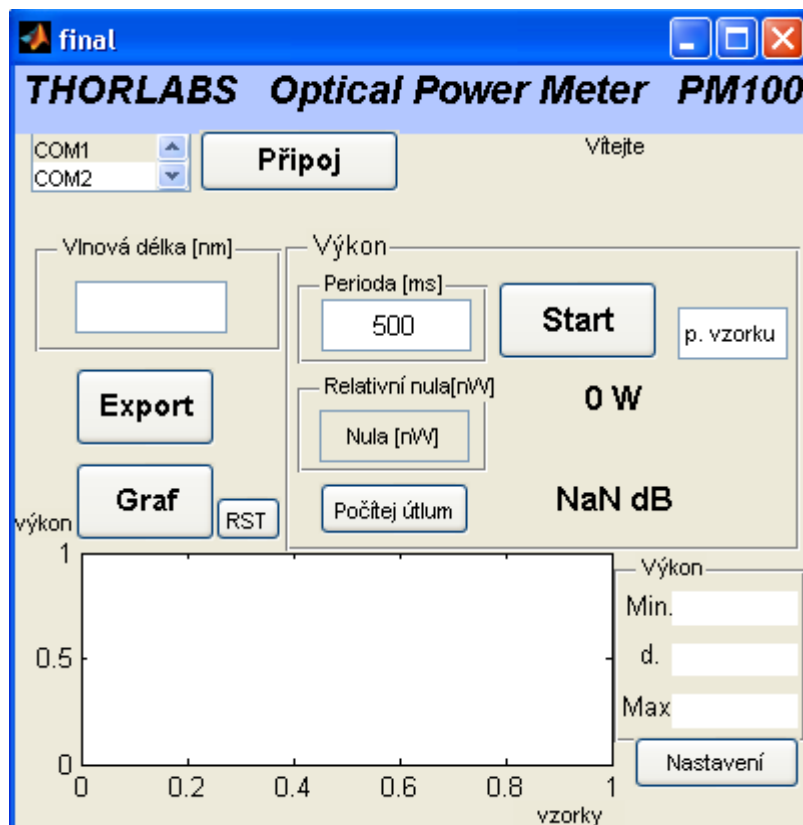 final
THORLABS Optical Power Meter PM100
COM1
COM2
Připoj
Vítejte
Vlnová délka [nm]
Výkon
Perioda [ms]
500
Start
p. vzorku
Export
Relativní nula[nW]
Nula [nW]
0 W
Graf
RST
Počítej útlum
NaN dB
výkon
1
0.5
0
0 0.2 0.4 0.6 0.8 1
vzorky
Výkon
Min.
d.
Max
Nastavení